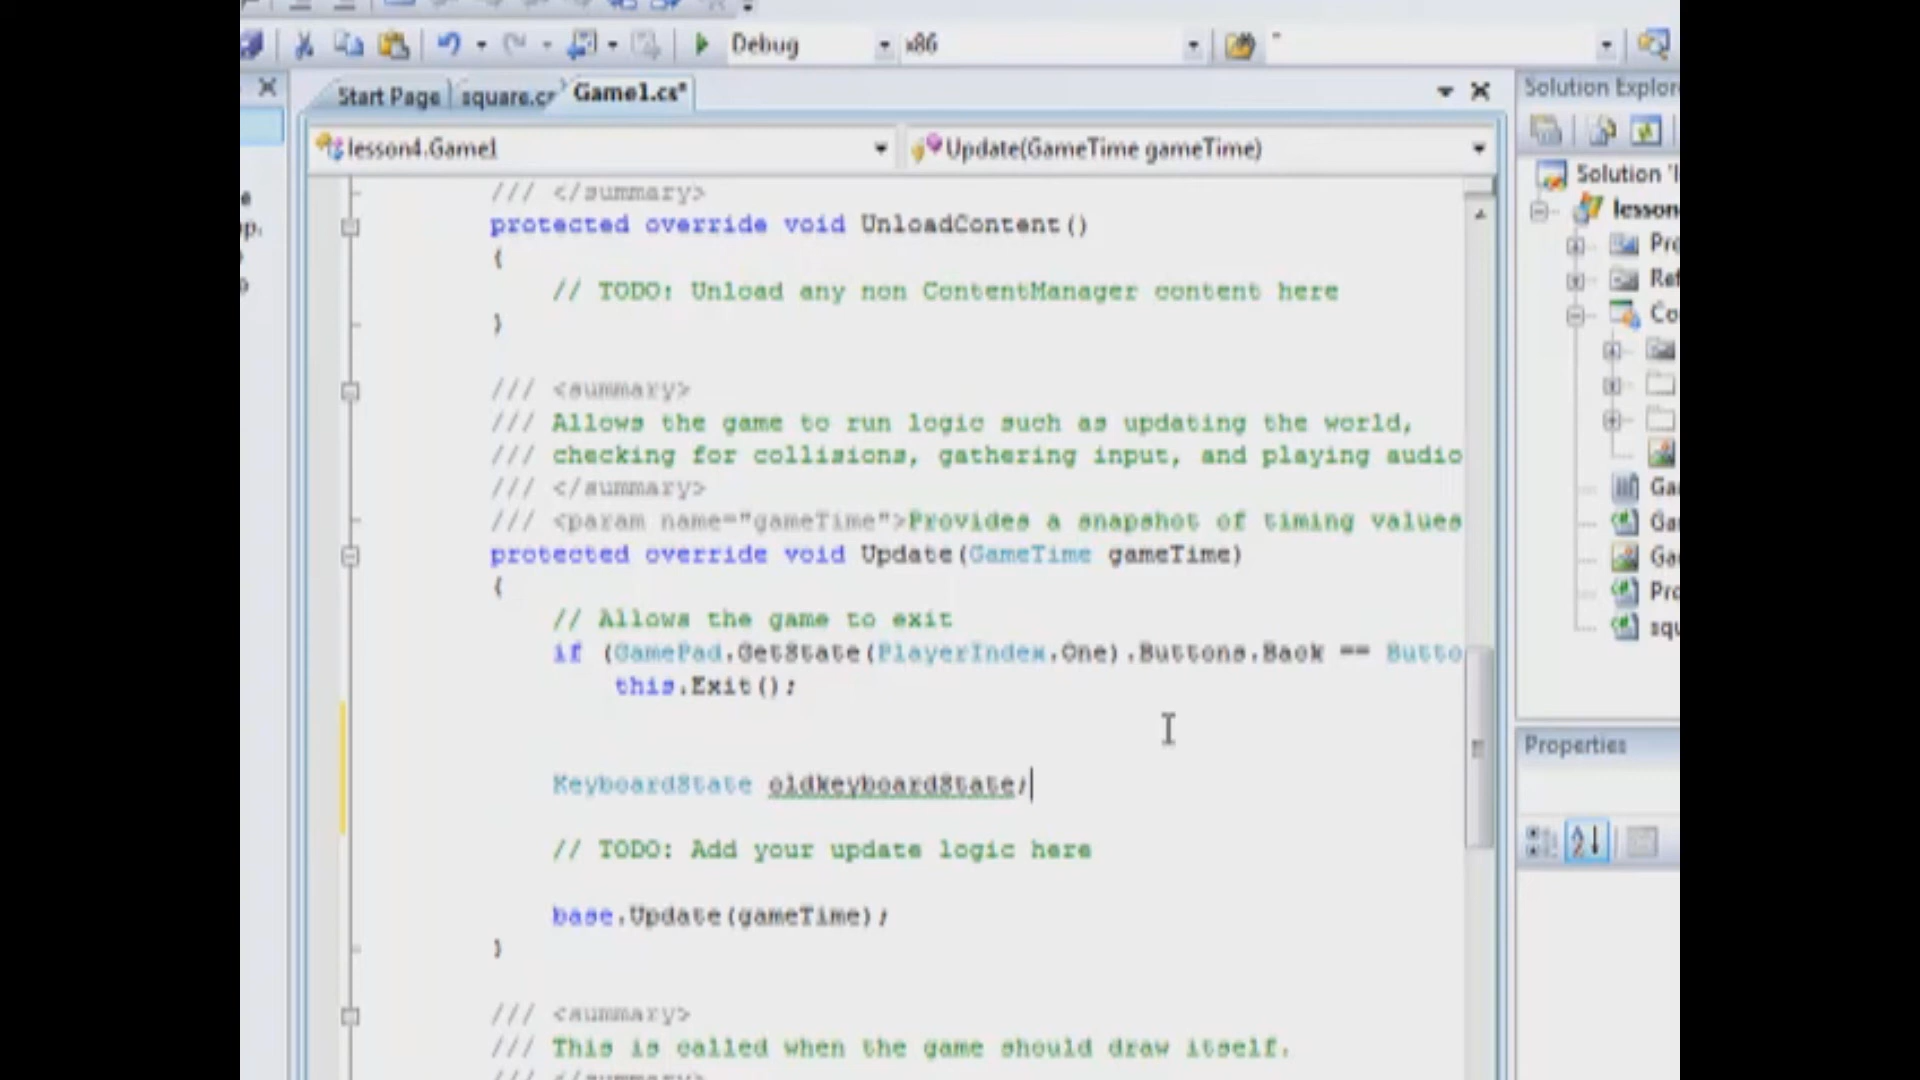 Debug
x86
Start Page
square.cs
Game1.cs*
Solution Explor
lesson4.Game1
Update(GameTime gameTime)
/// </summary>
protected override void UnloadContent()
{
// TODO: Unload any non ContentManager content here
}
/// <summary>
/// Allows the game to run logic such as updating the world,
/// checking for collisions, gathering input, and playing audio
/// </summary>
/// <param name="gameTime">Provides a snapshot of timing values
protected override void Update(GameTime gameTime)
{
// Allows the game to exit
if (GamePad.GetState(PlayerIndex.One).Buttons.Back == Butto
this.Exit();
KeyboardState oldkeyboardState;
// TODO: Add your update logic here
base.Update(gameTime);
}
/// <summary>
/// This is called when the game should draw itself.
/// </summary>
Solution 'l
lesson
Pro
Ref
Co
Ga
Ga
Ga
Pro
squ
Properties